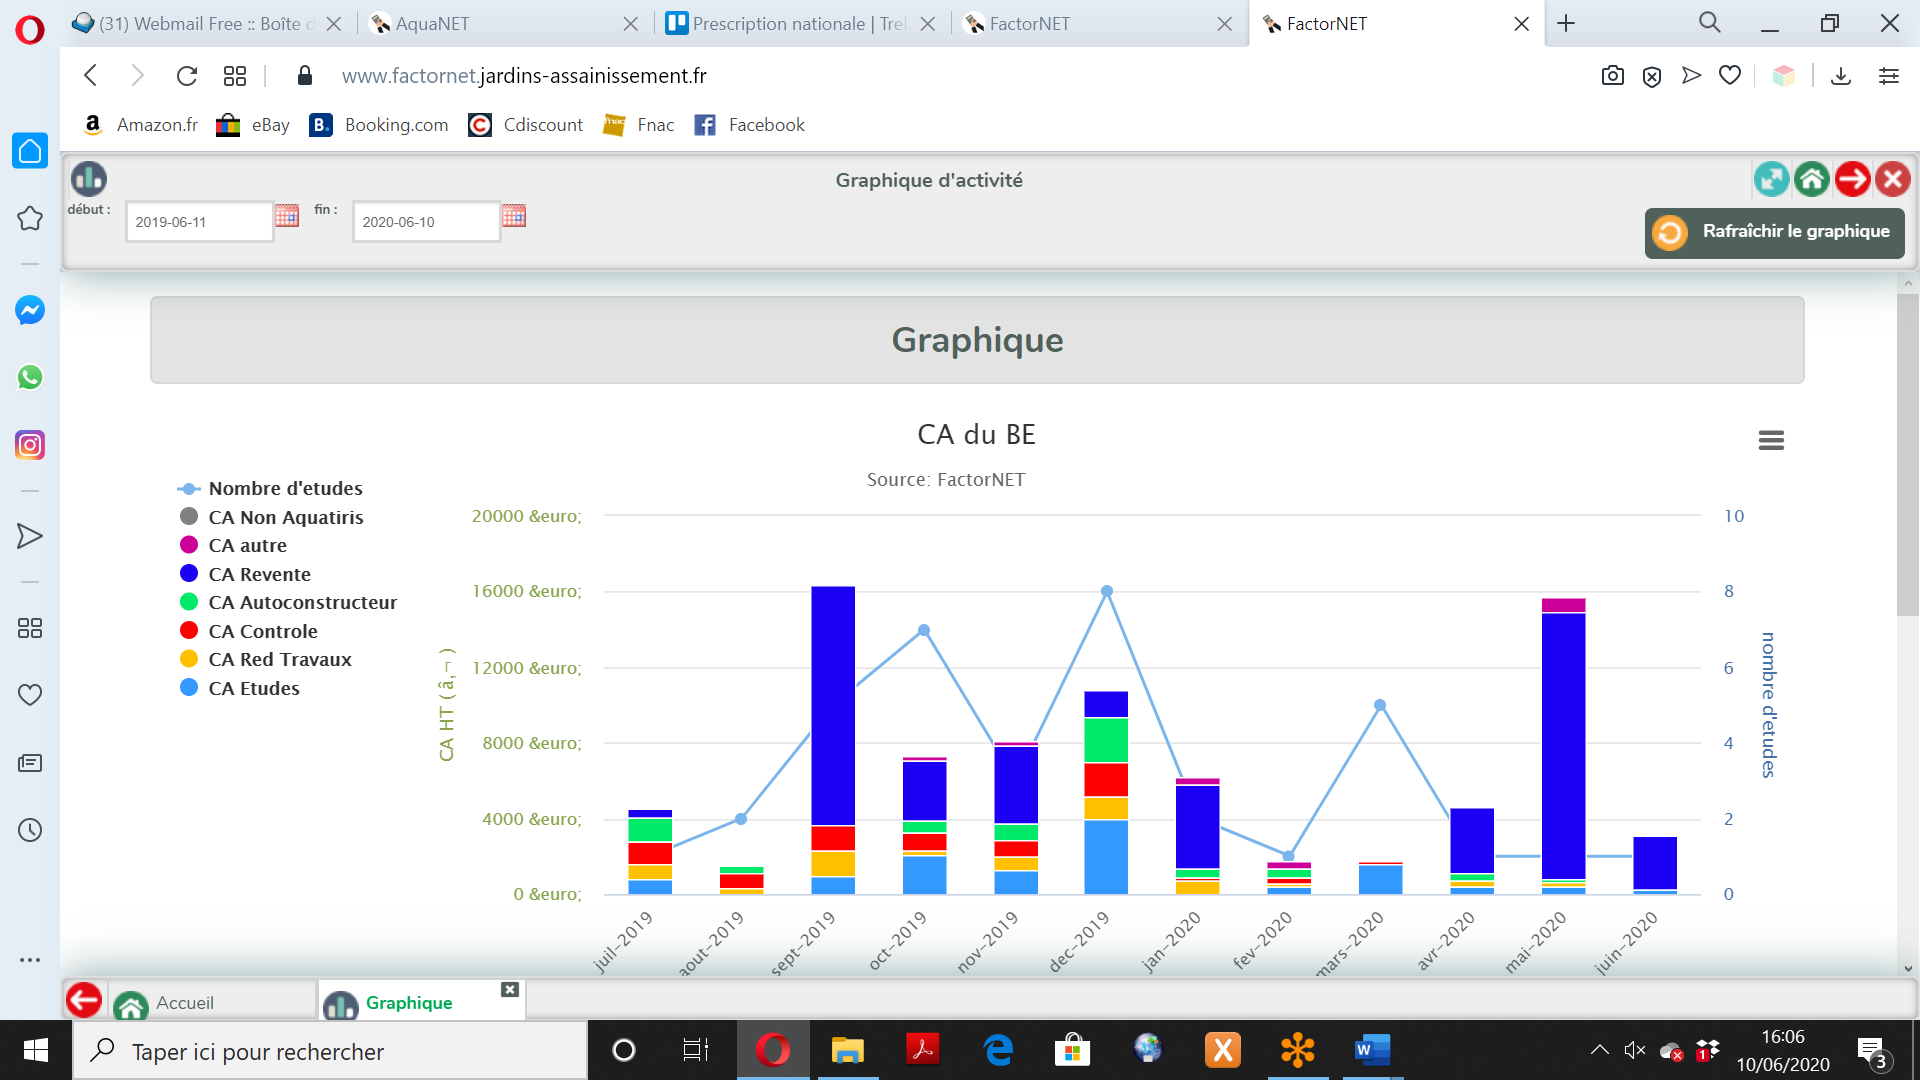 (31) Webmail Free :: Boîte d
AquaNET
Prescription nationale | Trel
FactorNET
FactorNET
www.factornet.jardins-assainissement.fr
Amazon.fr
eBay
Booking.com
Cdiscount
Fnac
Facebook
Graphique d'activité
début :
2019-06-11
fin :
2020-06-10
Rafraîchir le graphique
Graphique
CA du BE
Source: FactorNET
Nombre d'etudes
CA Non Aquatiris
CA autre
CA Revente
CA Autoconstructeur
CA Controle
CA Red Travaux
CA Etudes
CA HT ( â‚¬ )
20000 &euro;
16000 &euro;
12000 &euro;
8000 &euro;
4000 &euro;
0 &euro;
10
8
6
4
2
0
nombre d'etudes
juil-2019
aout-2019
sept-2019
oct-2019
nov-2019
dec-2019
jan-2020
fev-2020
mars-2020
avr-2020
mai-2020
juin-2020
Accueil
Graphique
Taper ici pour rechercher
16:06
10/06/2020
3